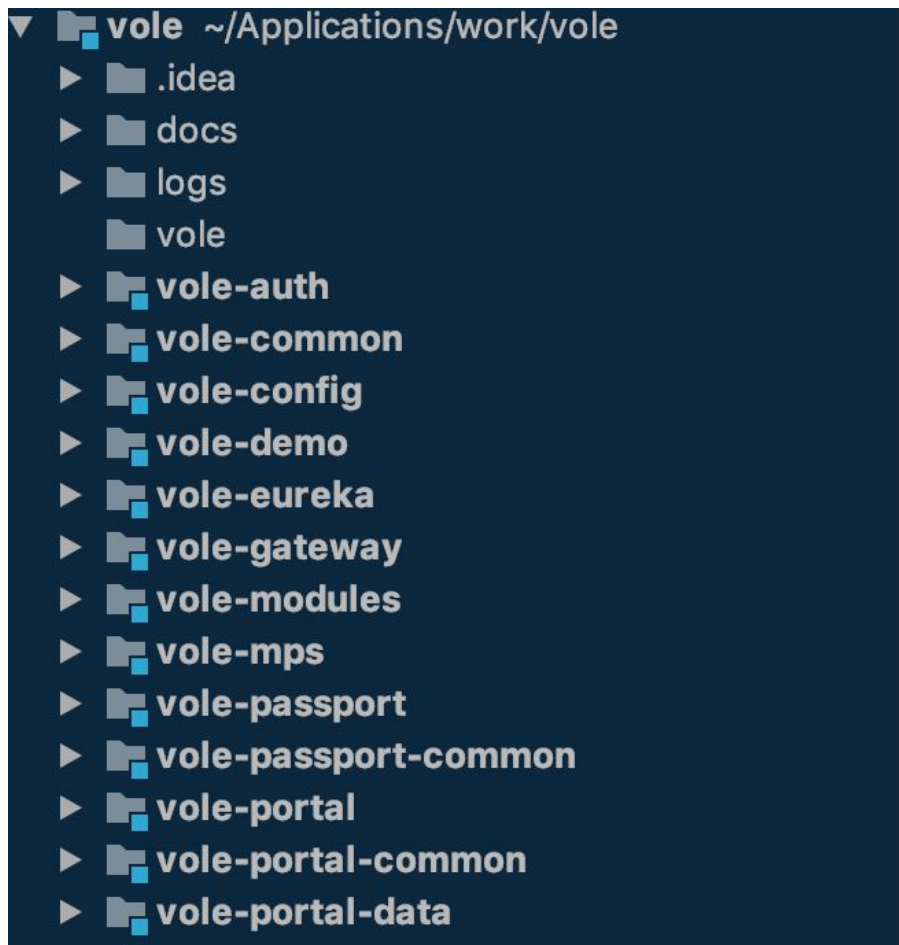 vole ~/Applications/work/vole
.idea
docs
logs
vole
vole-auth
vole-common
vole-config
vole-demo
vole-eureka
vole-gateway
vole-modules
vole-mps
vole-passport
vole-passport-common
vole-portal
vole-portal-common
vole-portal-data